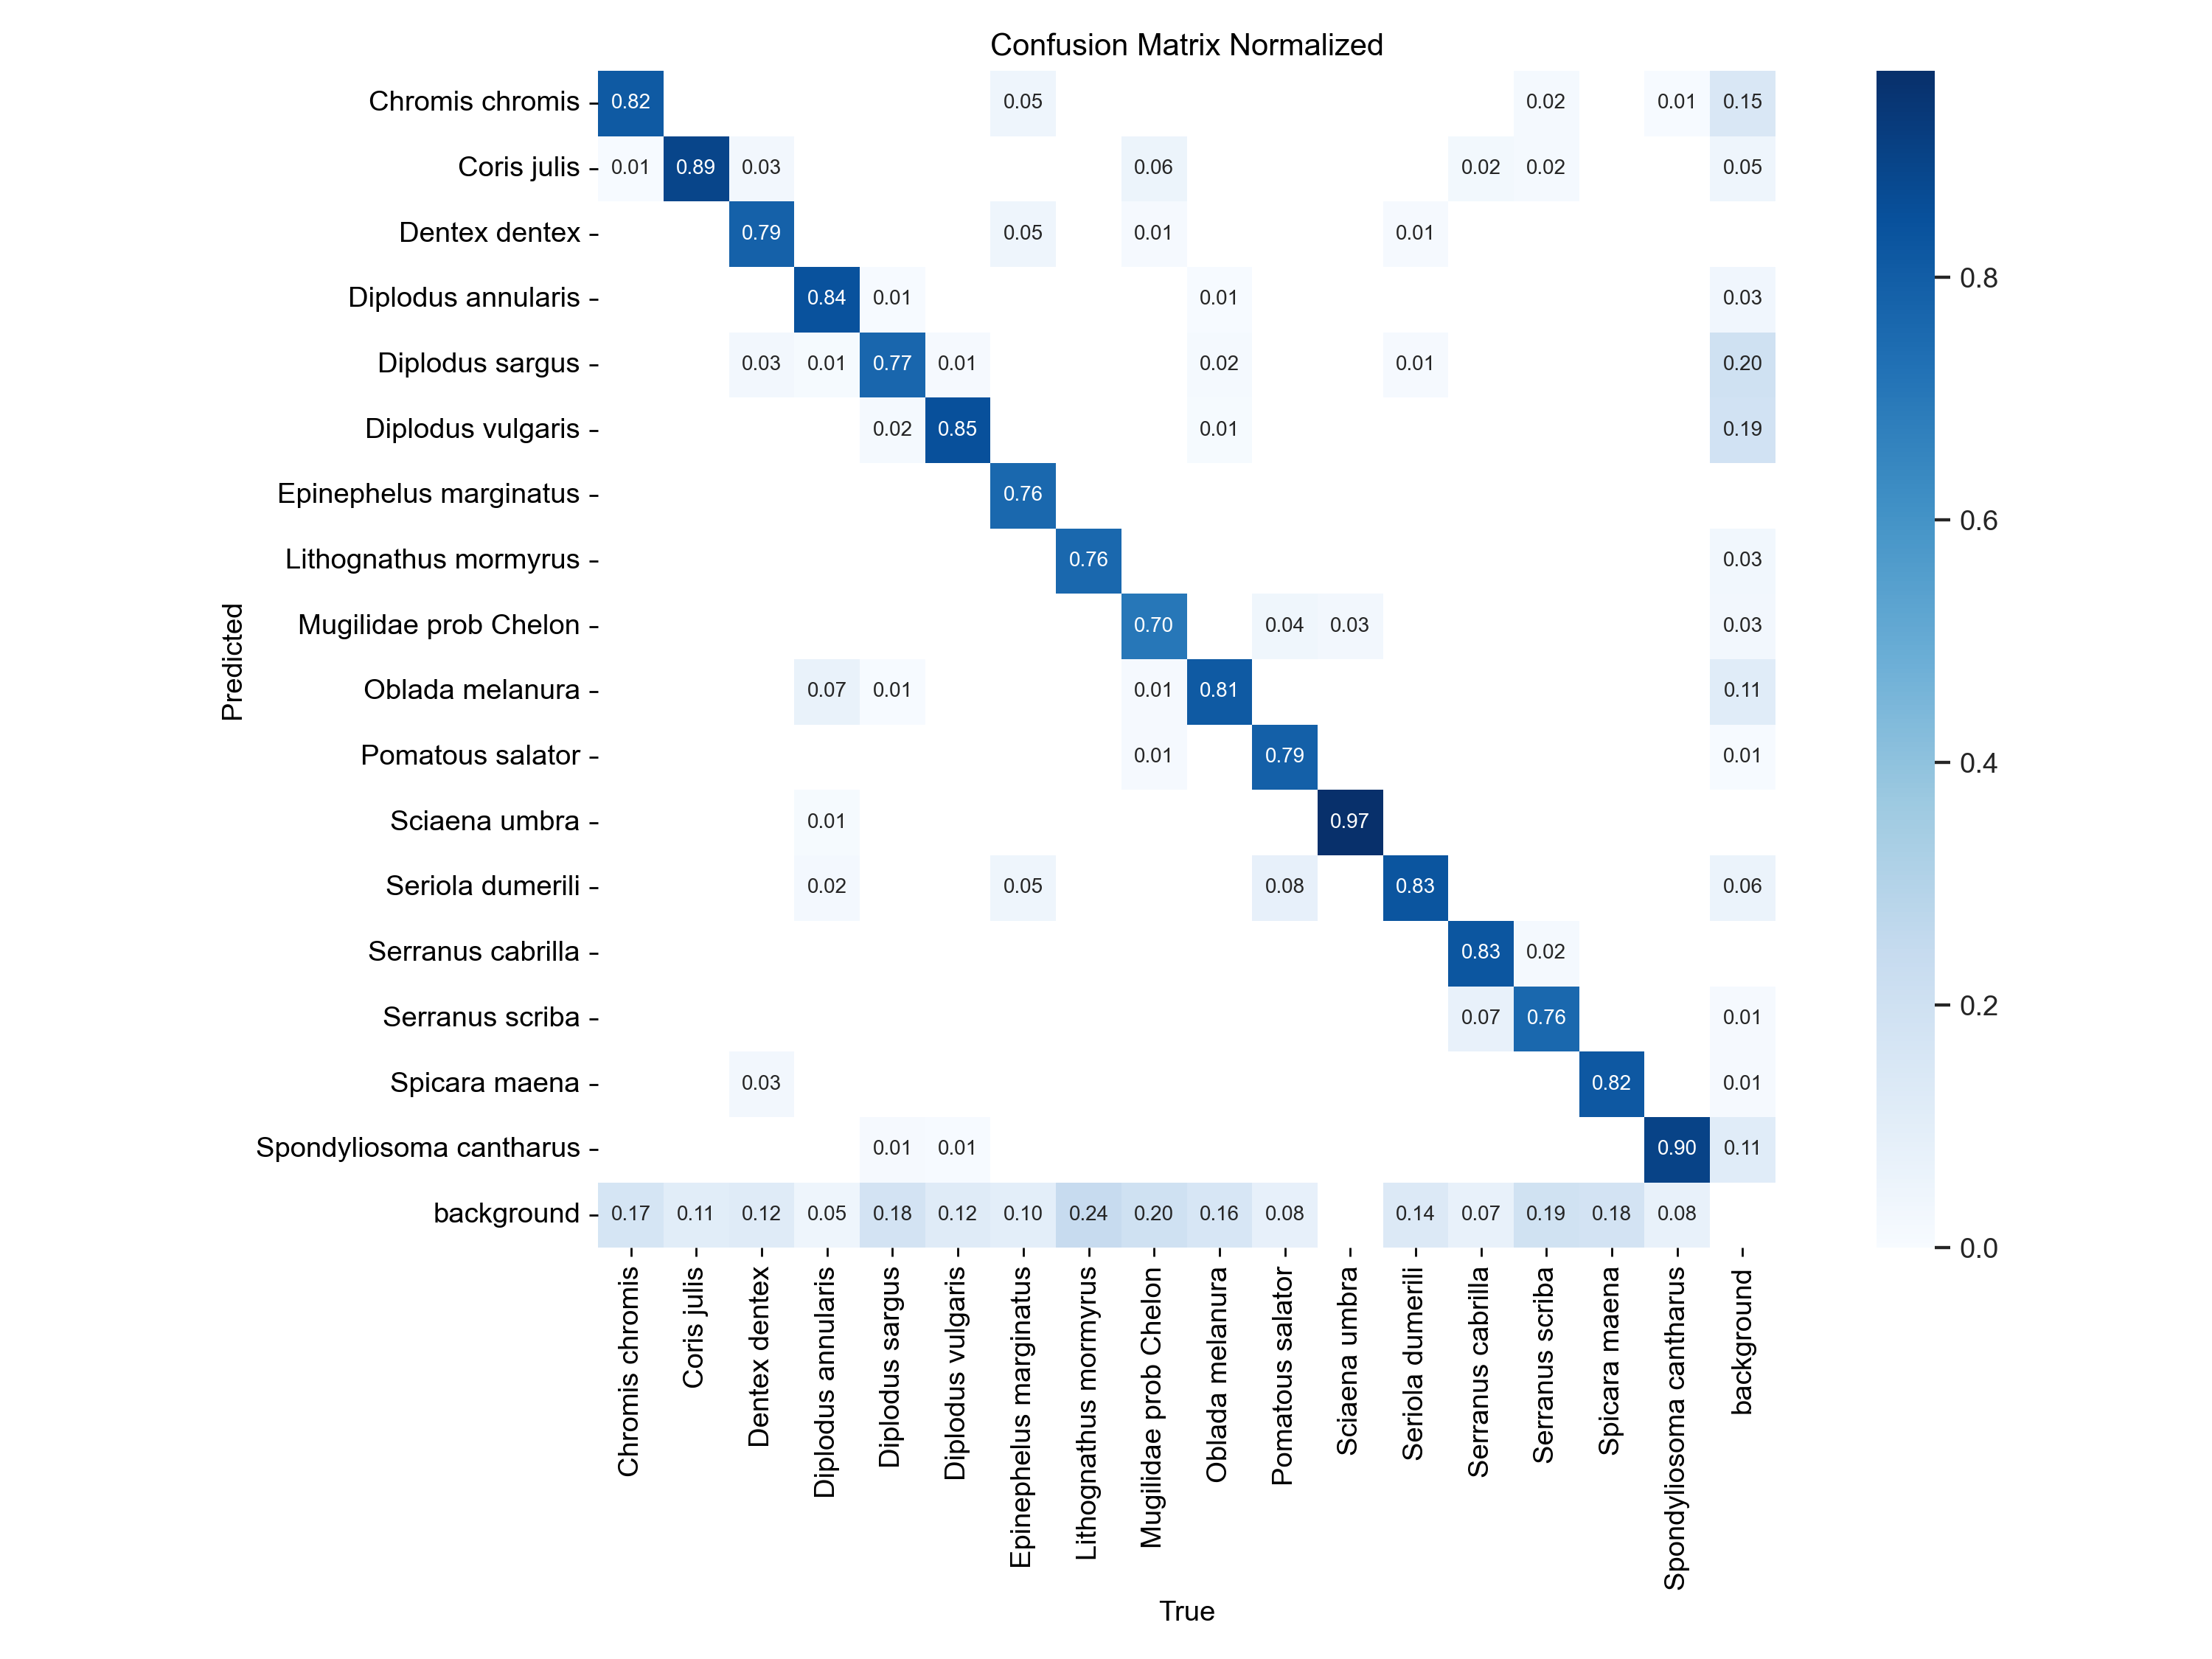 Confusion Matrix Normalized
Chromis chromis 0.82 0.05 0.02 0.01 0.15
Coris julis 0.01 0.89 0.03 0.06 0.02 0.02 0.05
Dentex dentex 0.79 0.05 0.01 0.01
Diplodus annularis 0.84 0.01 0.01 0.03
Diplodus sargus 0.03 0.01 0.77 0.01 0.02 0.01 0.20
Diplodus vulgaris 0.02 0.85 0.01 0.19
Epinephelus marginatus 0.76
Lithognathus mormyrus 0.76 0.03
Mugilidae prob Chelon 0.70 0.04 0.03 0.03
Oblada melanura 0.07 0.01 0.01 0.81 0.11
Pomatous salator 0.01 0.79 0.01
Sciaena umbra 0.01 0.97
Seriola dumerili 0.02 0.05 0.08 0.83 0.06
Serranus cabrilla 0.83 0.02
Serranus scriba 0.07 0.76 0.01
Spicara maena 0.03 0.82 0.01
Spondyliosoma cantharus 0.01 0.01 0.90 0.11
background 0.17 0.11 0.12 0.05 0.18 0.12 0.10 0.24 0.20 0.16 0.08 0.14 0.07 0.19 0.18 0.08
Predicted
Chromis chromis
Coris julis
Dentex dentex
Diplodus annularis
Diplodus sargus
Diplodus vulgaris
Epinephelus marginatus
Lithognathus mormyrus
Mugilidae prob Chelon
Oblada melanura
Pomatous salator
Sciaena umbra
Seriola dumerili
Serranus cabrilla
Serranus scriba
Spicara maena
Spondyliosoma cantharus
background
True
0.8
0.6
0.4
0.2
0.0